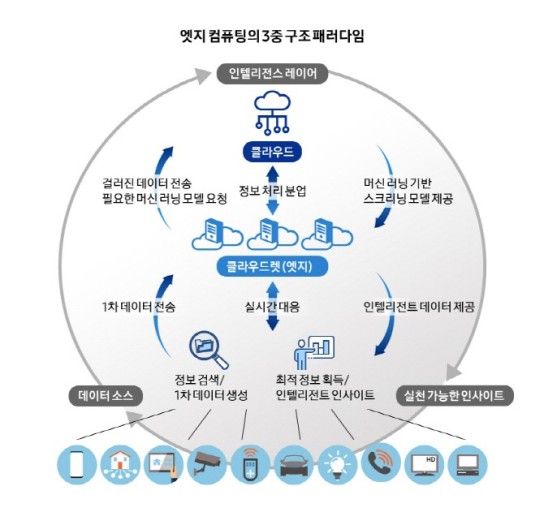 엣지 컴퓨팅의 3중 구조 패러다임
인텔리전스 레이어
클라우드
걸러진 데이터 전송
필요한 머신 러닝 모델 요청
정보 처리 분업
머신 러닝 기반
스크리닝 모델 제공
클라우드렛(엣지)
1차 데이터 전송
실시간 대응
인텔리전트 데이터 제공
정보 검색/
1차 데이터 생성
최적 정보 획득/
인텔리전트 인사이트
데이터 소스
실천 가능한 인사이트
HD